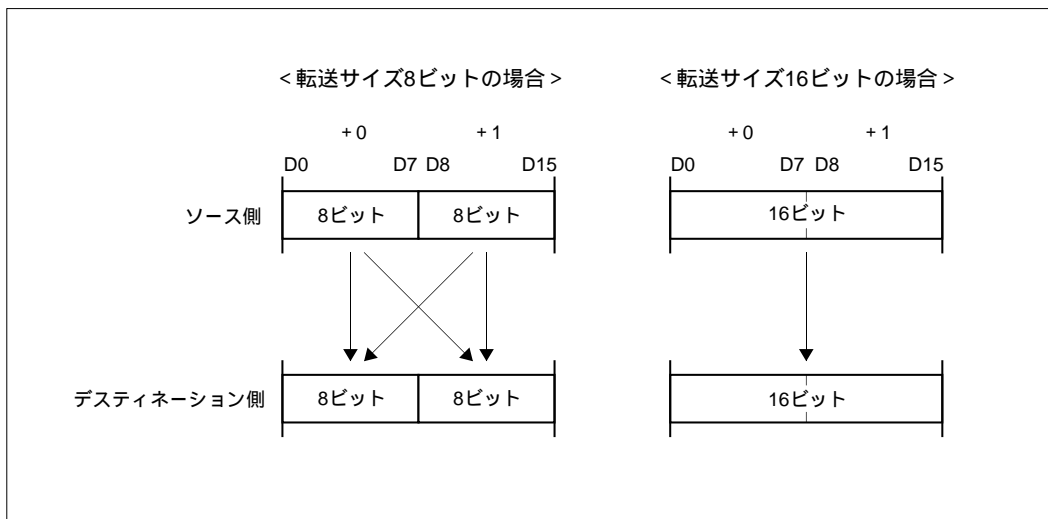 <転送サイズ8ビットの場合> <転送サイズ16ビットの場合>
+0 +1 +0 +1
D0 D7 D8 D15 D0 D7 D8 D15
ソース側 8ビット 8ビット 16ビット
デスティネーション側 8ビット 8ビット 16ビット